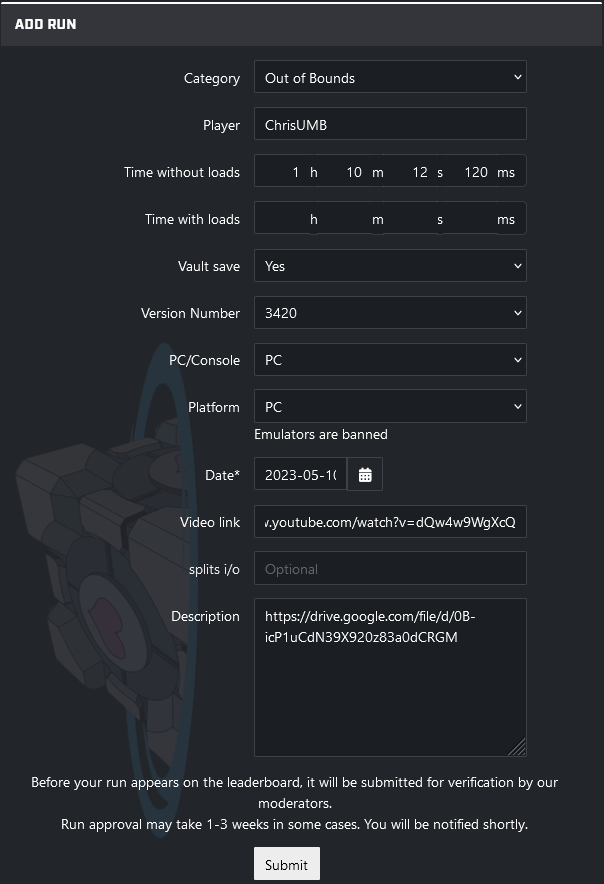 ADD RUN
Category Out of Bounds
Player ChrisUMB
Time without loads 1 h 10 m 12 s 120 ms
Time with loads h m s ms
Vault save Yes
Version Number 3420
PC/Console PC
Platform PC
Emulators are banned
Date* 2023-05-10
Video link v.youtube.com/watch?v=dQw4w9WgXcQ
splits i/o Optional
Description https://drive.google.com/file/d/0B-
icP1uCdN39X920z83a0dCRGM
Before your run appears on the leaderboard, it will be submitted for verification by our
moderators.
Run approval may take 1-3 weeks in some cases. You will be notified shortly.
Submit